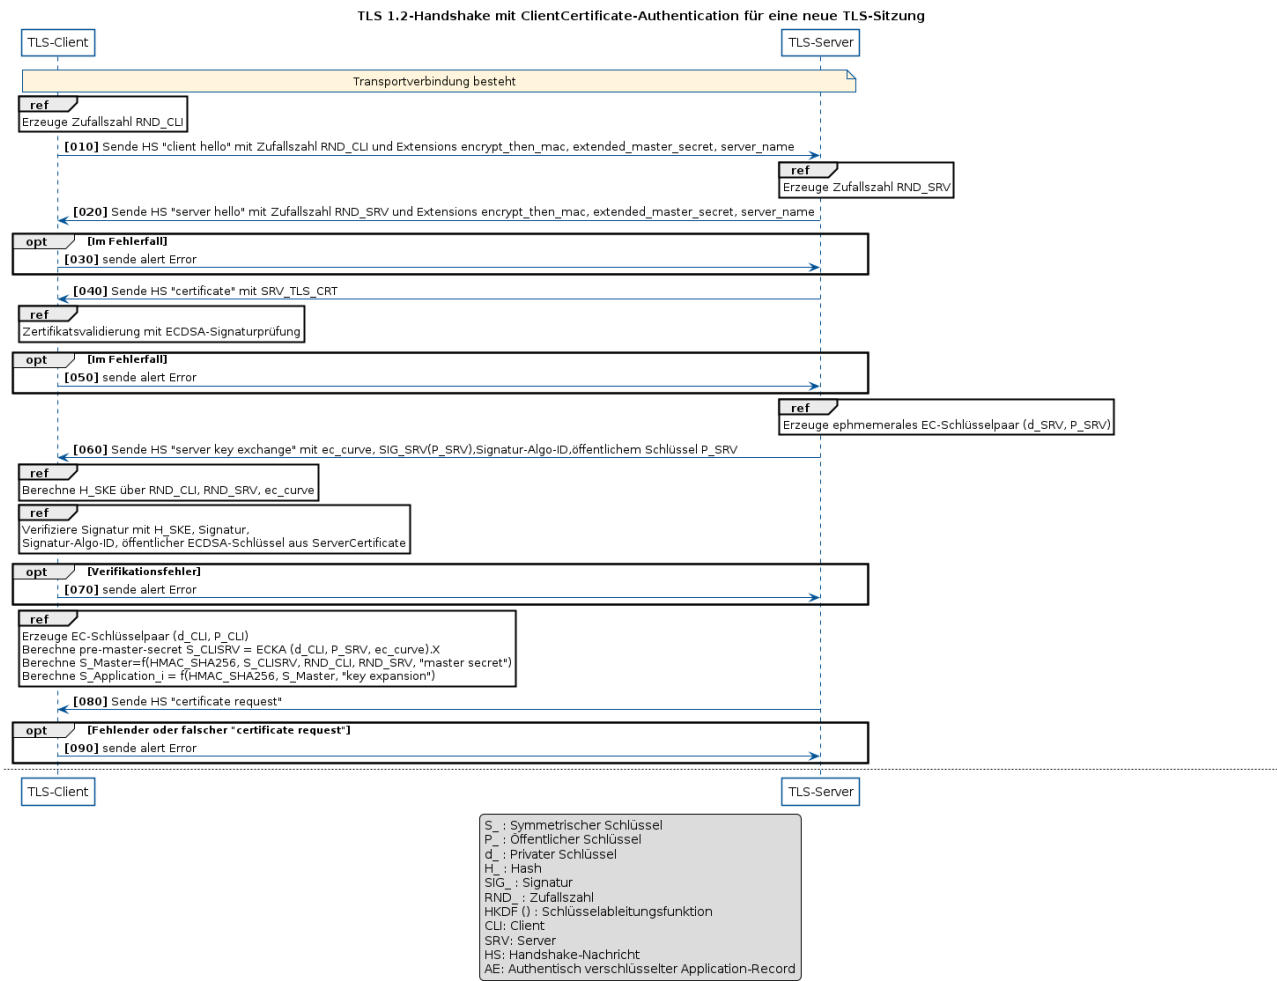 TLS 1.2-Handshake mit ClientCertificate-Authentication für eine neue TLS-Sitzung
TLS-Client
TLS-Server
Transportverbindung besteht
ref
Erzeuge Zufallszahl RND_CLI
[010] Sende HS "client hello" mit Zufallszahl RND_CLI und Extensions encrypt_then_mac, extended_master_secret, server_name
ref
Erzeuge Zufallszahl RND_SRV
[020] Sende HS "server hello" mit Zufallszahl RND_SRV und Extensions encrypt_then_mac, extended_master_secret, server_name
opt [Im Fehlerfall]
[030] sende alert Error
[040] Sende HS "certificate" mit SRV_TLS_CRT
ref
Zertifikatsvalidierung mit ECDSA-Signaturprüfung
opt [Im Fehlerfall]
[050] sende alert Error
ref
Erzeuge ephmemerales EC-Schlüsselpaar (d_SRV, P_SRV)
[060] Sende HS "server key exchange" mit ec_curve, SIG_SRV(P_SRV),Signatur-Algo-ID,öffentlichem Schlüssel P_SRV
ref
Berechne H_SKE über RND_CLI, RND_SRV, ec_curve
ref
Verifiziere Signatur mit H_SKE, Signatur,
Signatur-Algo-ID, öffentlicher ECDSA-Schlüssel aus ServerCertificate
opt [Verifikationsfehler]
[070] sende alert Error
ref
Erzeuge EC-Schlüsselpaar (d_CLI, P_CLI)
Berechne pre-master-secret S_CLISRV = ECKA (d_CLI, P_SRV, ec_curve).X
Berechne S_Master=f(HMAC_SHA256, S_CLISRV, RND_CLI, RND_SRV, "master secret")
Berechne S_Application_i = f(HMAC_SHA256, S_Master, "key expansion")
[080] Sende HS "certificate request"
opt [Fehlender oder falscher "certificate request"]
[090] sende alert Error
TLS-Client
TLS-Server
S_ : Symmetrischer Schlüssel
P_ : Öffentlicher Schlüssel
d_ : Privater Schlüssel
H_ : Hash
SIG_ : Signatur
RND_ : Zufallszahl
HKDF () : Schlüsselableitungsfunktion
CLI: Client
SRV: Server
HS: Handshake-Nachricht
AE: Authentisch verschlüsselter Application-Record